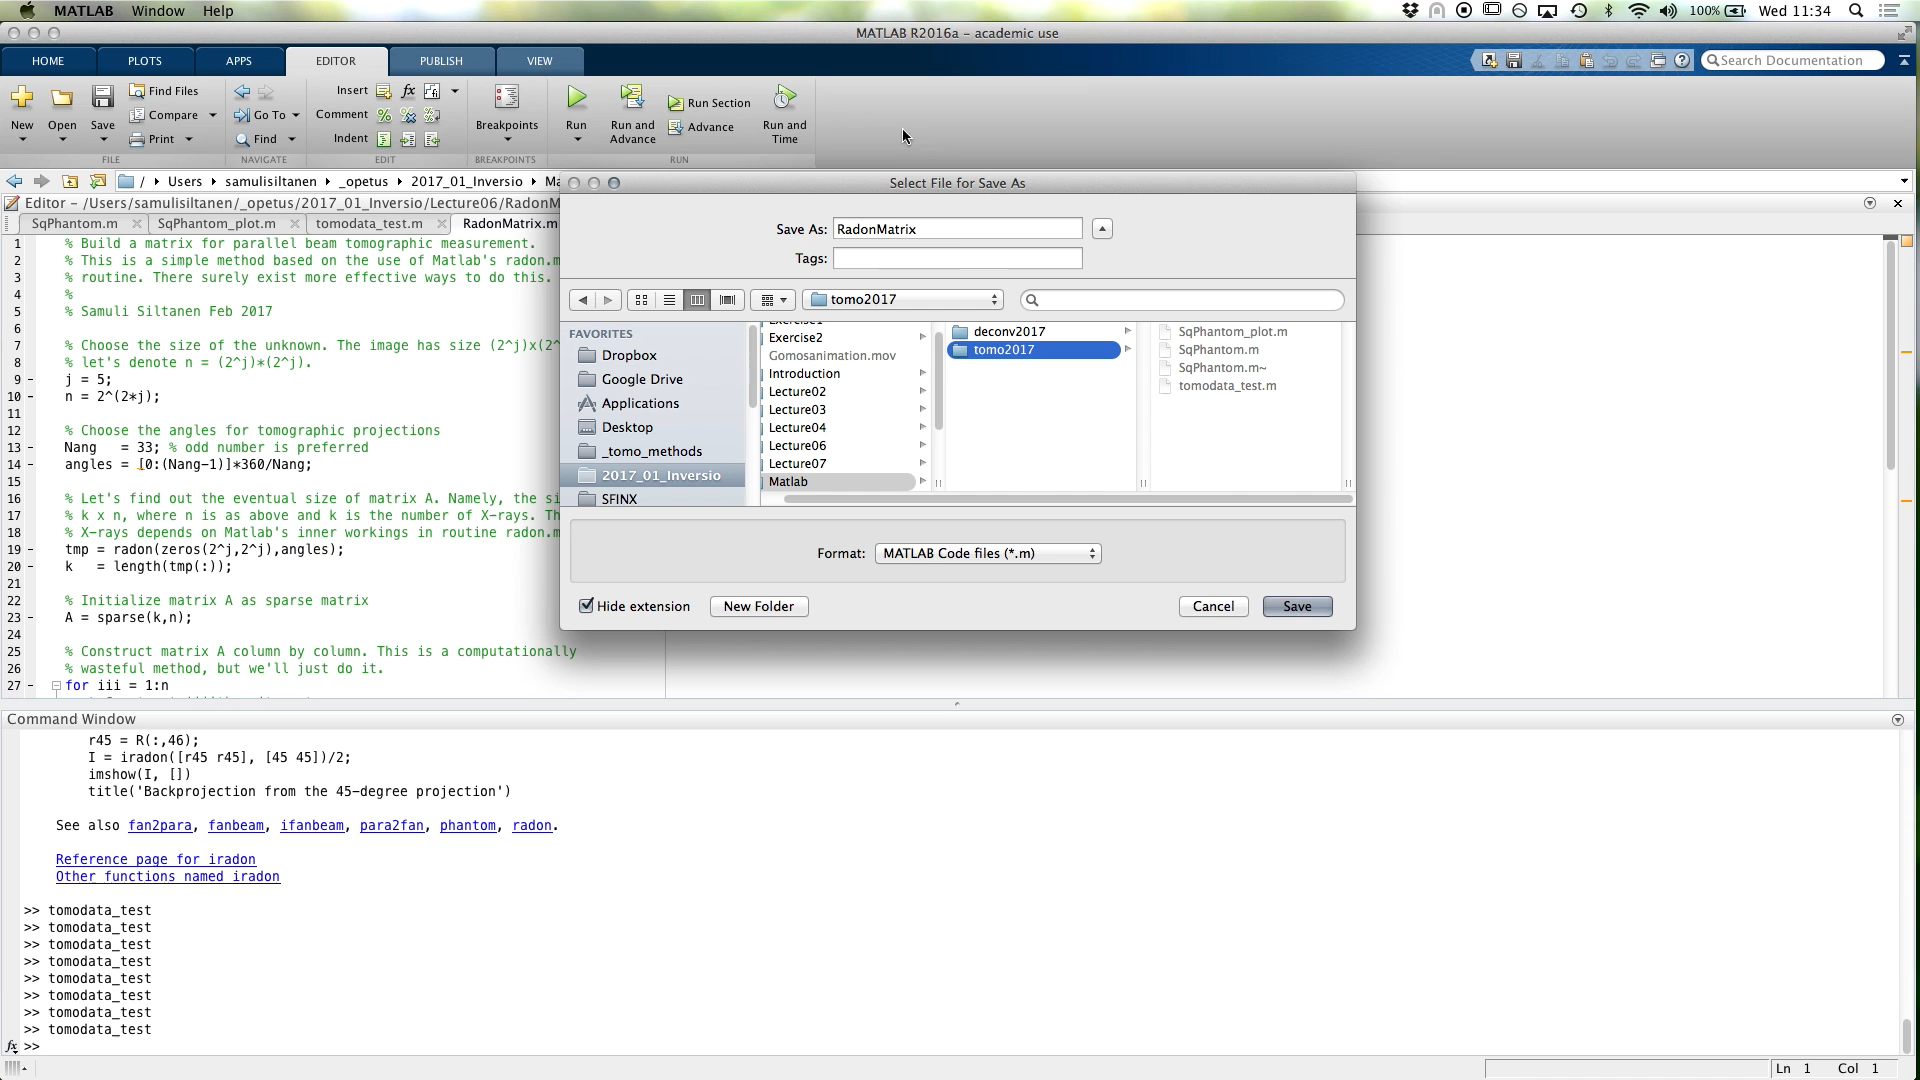 MATLAB Window Help 100% Wed 11:34
MATLAB R2016a - academic use
HOME PLOTS APPS EDITOR PUBLISH VIEW Search Documentation
New Open Save Find Files Compare Print Go To Find Insert Comment Indent Breakpoints Run Run and Advance Run Section Advance Run and Time
FILE NAVIGATE EDIT BREAKPOINTS RUN
/ Users samulisiltanen _opetus 2017_01_Inversio Ma
Editor - /Users/samulisiltanen/_opetus/2017_01_Inversio/Lecture06/RadonM
SqPhantom.m SqPhantom_plot.m tomodata_test.m RadonMatrix.m
1 % Build a matrix for parallel beam tomographic measurement.
2 % This is a simple method based on the use of Matlab's radon.m
3 % routine. There surely exist more effective ways to do this.
4 %
5 % Samuli Siltanen Feb 2017
6
7 % Choose the size of the unknown. The image has size (2^j)x(2^
8 % let's denote n = (2^j)*(2^j).
9 - j = 5;
10 - n = 2^(2*j);
11
12 % Choose the angles for tomographic projections
13 - Nang = 33; % odd number is preferred
14 - angles = [0:(Nang-1)]*360/Nang;
15
16 % Let's find out the eventual size of matrix A. Namely, the si
17 % k x n, where n is as above and k is the number of X-rays. Th
18 % X-rays depends on Matlab's inner workings in routine radon.m
19 - tmp = radon(zeros(2^j,2^j),angles);
20 - k = length(tmp(:));
21
22 % Initialize matrix A as sparse matrix
23 - A = sparse(k,n);
24
25 % Construct matrix A column by column. This is a computationally
26 % wasteful method, but we'll just do it.
27 - for iii = 1:n
Select File for Save As
Save As: RadonMatrix
Tags:
tomo2017
FAVORITES
Dropbox
Google Drive
Applications
Desktop
_tomo_methods
2017_01_Inversio
SFINX
Exercise1
Exercise2
Gomosanimation.mov
Introduction
Lecture02
Lecture03
Lecture04
Lecture06
Lecture07
Matlab
deconv2017
tomo2017
SqPhantom_plot.m
SqPhantom.m
SqPhantom.m~
tomodata_test.m
Format: MATLAB Code files (*.m)
Hide extension New Folder Cancel Save
Command Window
r45 = R(:,46);
I = iradon([r45 r45], [45 45])/2;
imshow(I, [])
title('Backprojection from the 45-degree projection')
See also fan2para, fanbeam, ifanbeam, para2fan, phantom, radon.
Reference page for iradon
Other functions named iradon
>> tomodata_test
>> tomodata_test
>> tomodata_test
>> tomodata_test
>> tomodata_test
>> tomodata_test
>> tomodata_test
>> tomodata_test
fx >>
Ln 1 Col 1